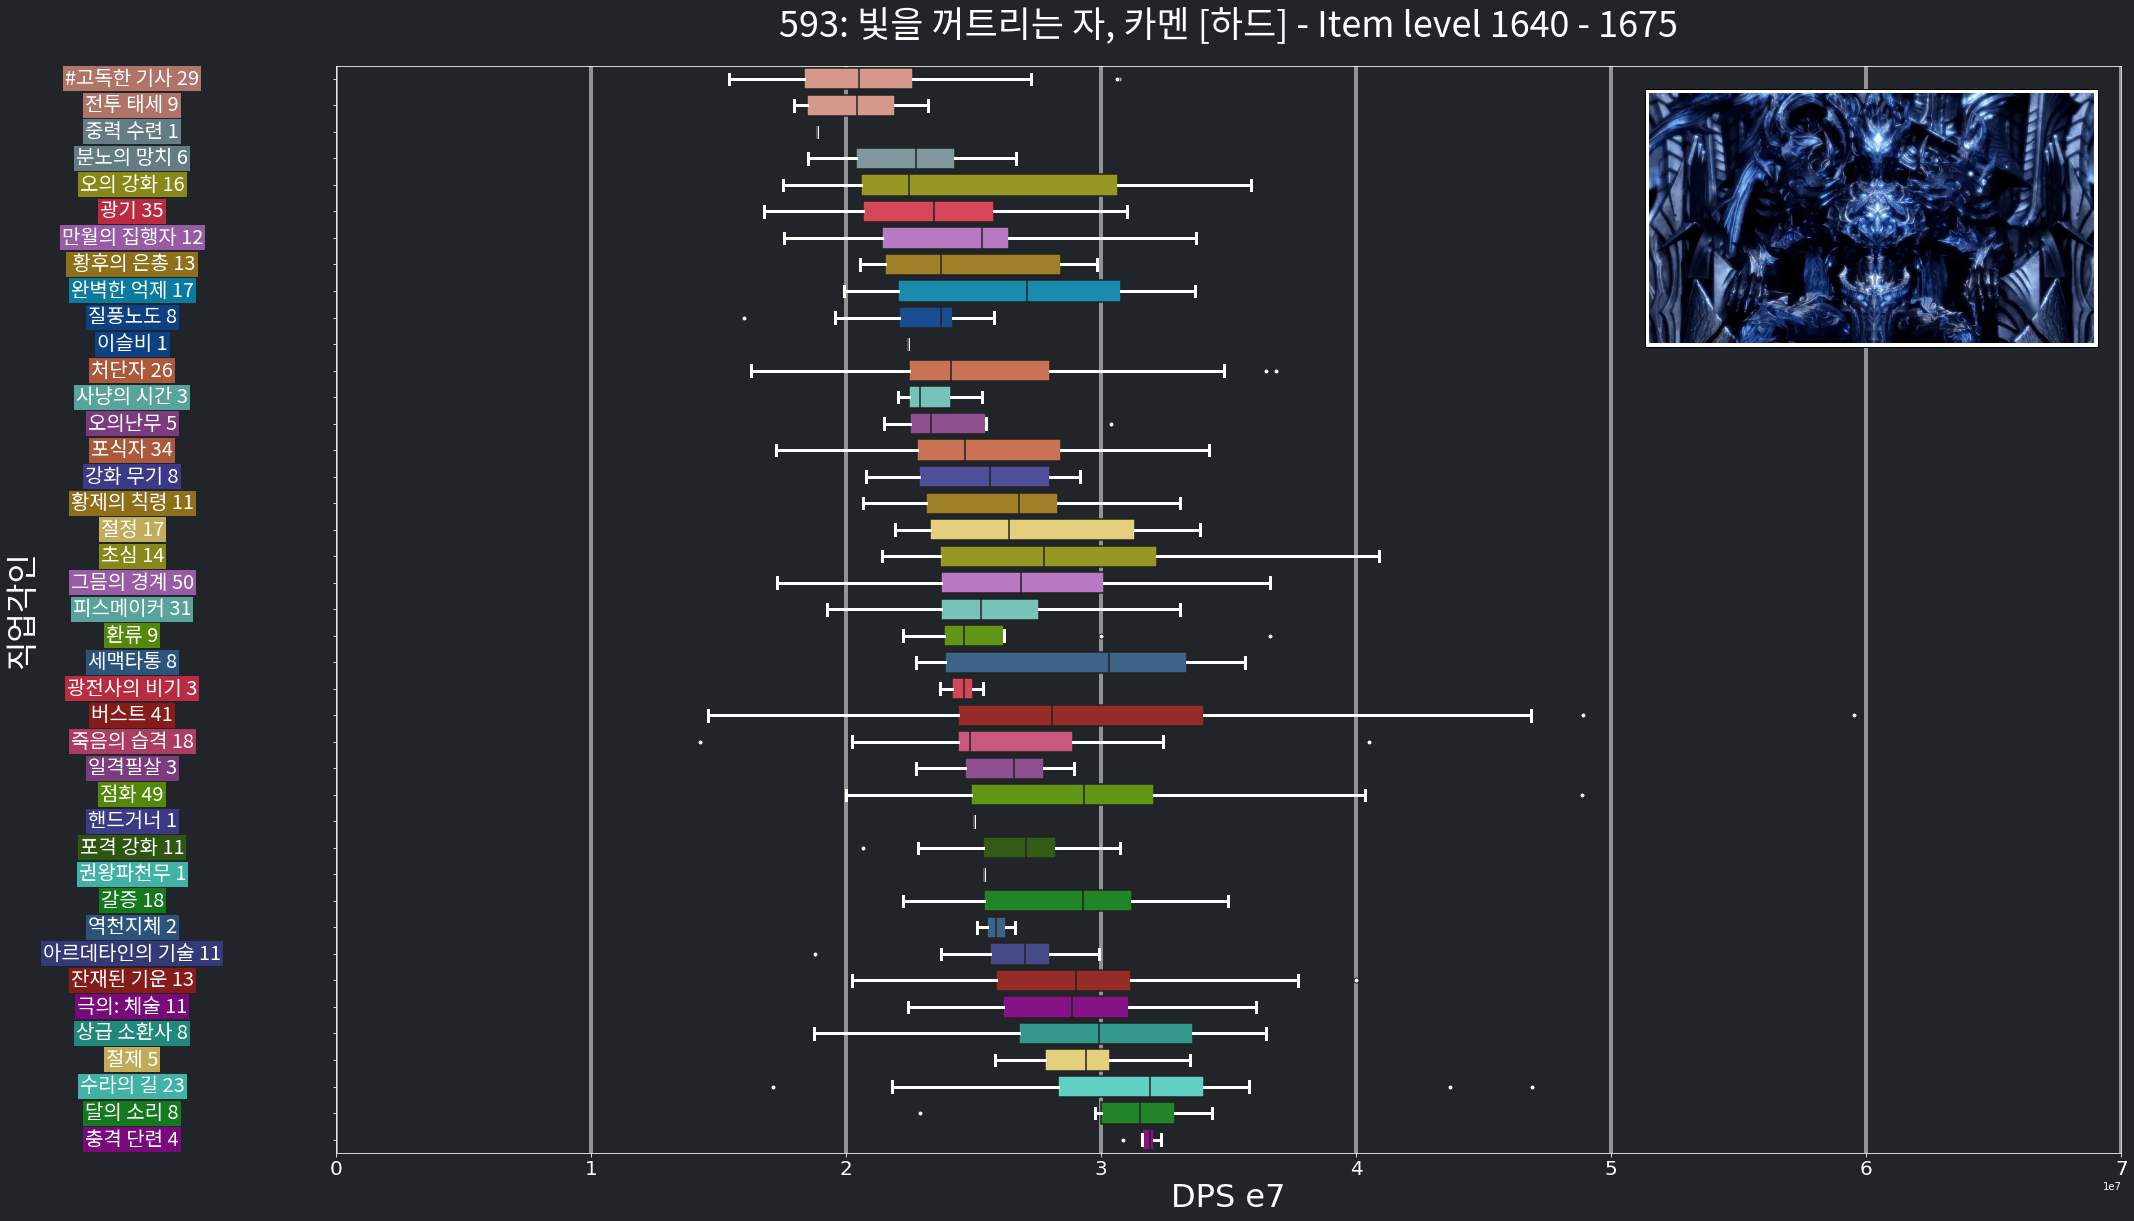 593: 빛을 꺼트리는 자, 카멘 [하드] - Item level 1640 - 1675
#고독한 기사 29
전투 태세 9
중력 수련 1
분노의 망치 6
오의 강화 16
광기 35
만월의 집행자 12
황후의 은총 13
완벽한 억제 17
질풍노도 8
이슬비 1
처단자 26
사냥의 시간 3
오의난무 5
포식자 34
강화 무기 8
황제의 칙령 11
절정 17
초심 14
그믐의 경계 50
피스메이커 31
환류 9
세맥타통 8
광전사의 비기 3
버스트 41
죽음의 습격 18
일격필살 3
점화 49
핸드거너 1
포격 강화 11
권왕파천무 1
갈증 18
역천지체 2
아르데타인의 기술 11
잔재된 기운 13
극의: 체술 11
상급 소환사 8
절제 5
수라의 길 23
달의 소리 8
충격 단련 4
직업각인
0 1 2 3 4 5 6 7
1e7
DPS e7